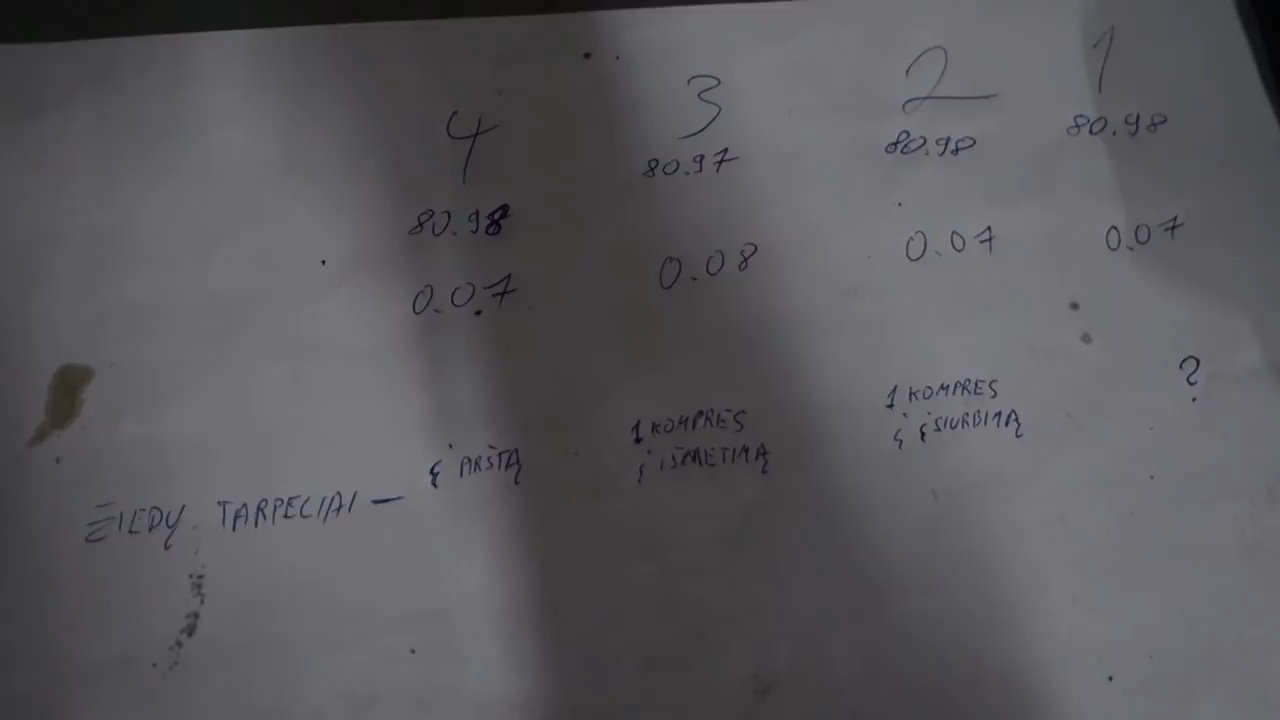 4 3 2 1
80.98 80.97 80.98 80.98
0.07 0.08 0.07 0.07
ŽIEDŲ TARPELIAI — Į ARŠTĄ 1 KOMPRES 1 KOMPRES ?
Į IŠMETIMĄ Į ĮSIURBIMĄ